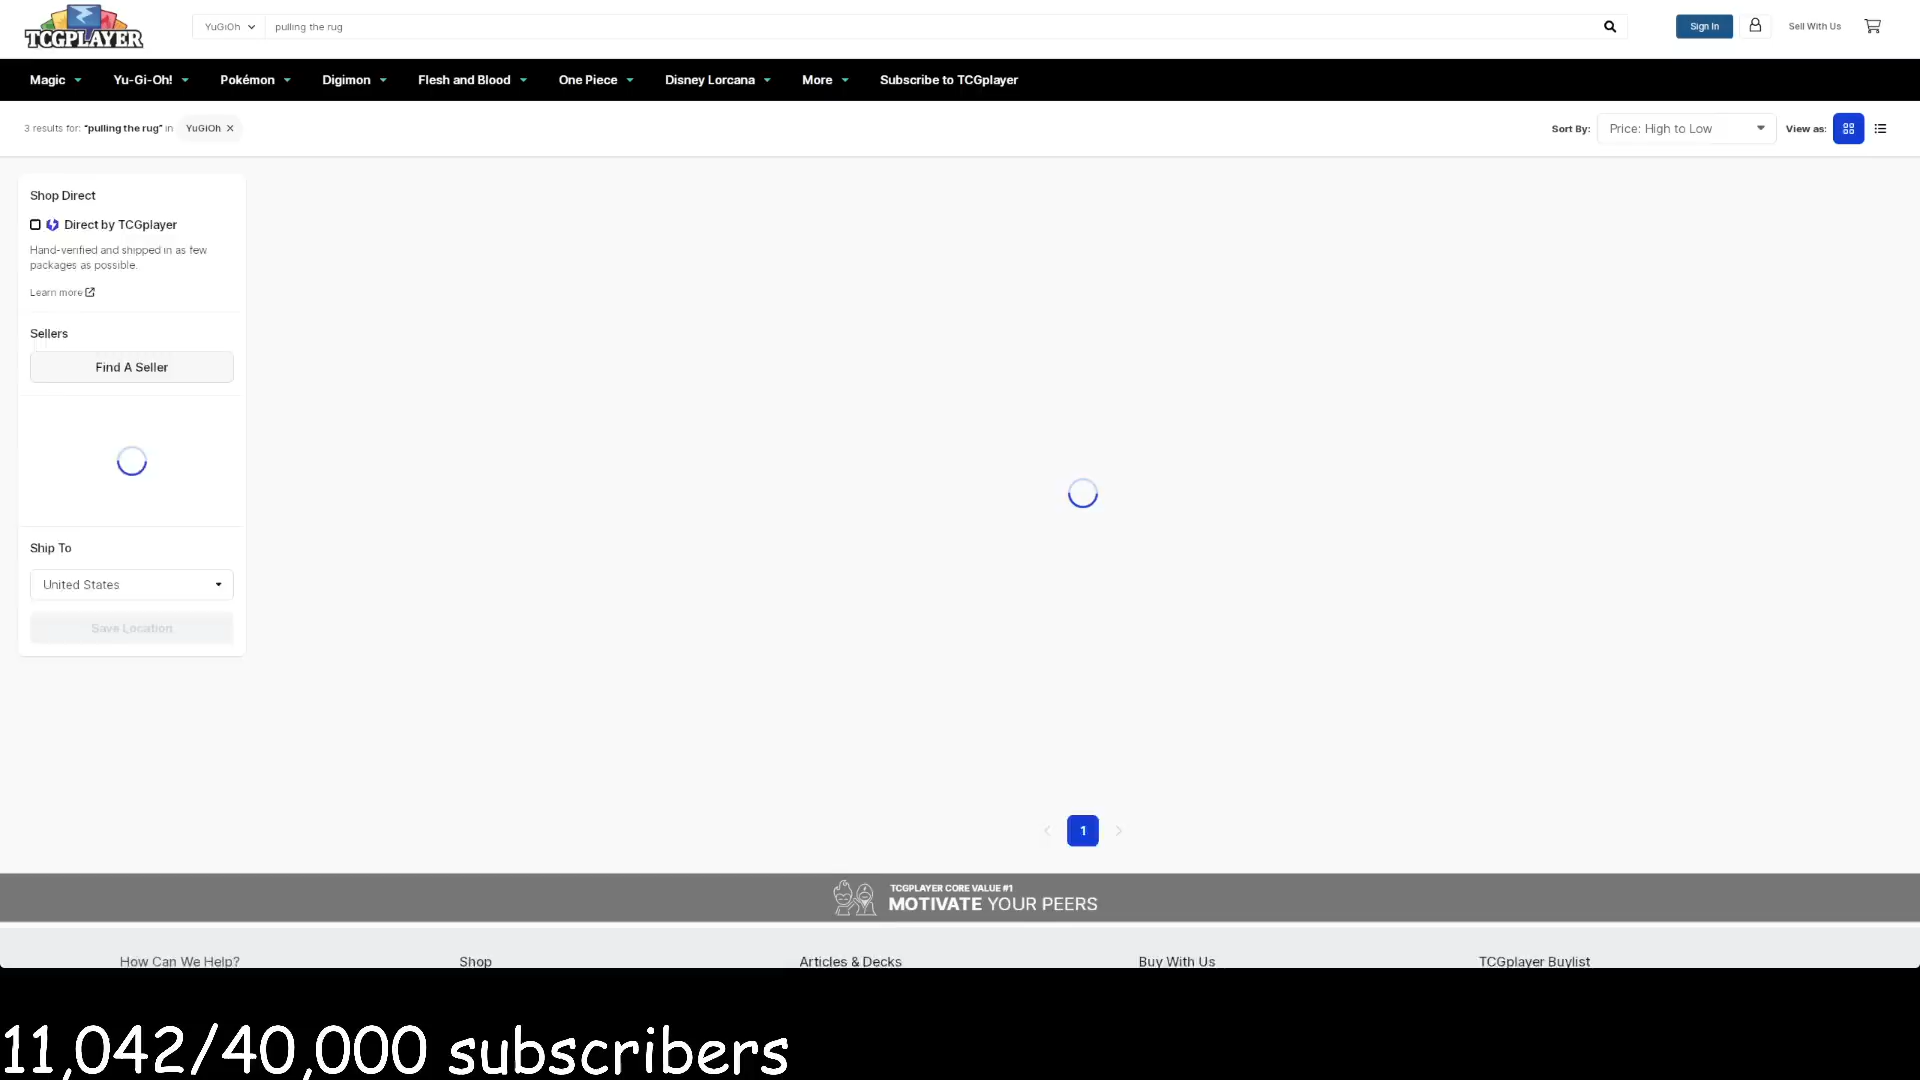 TCGPLAYER
YuGiOh
pulling the rug
Sign In
Sell With Us
Magic
Yu-Gi-Oh!
Pokémon
Digimon
Flesh and Blood
One Piece
Disney Lorcana
More
Subscribe to TCGplayer
3 results for: "pulling the rug" in YuGiOh
Sort By: Price: High to Low
View as:
Shop Direct
Direct by TCGplayer
Hand-verified and shipped in as few
packages as possible.
Learn more
Sellers
Find A Seller
Ship To
United States
Save Location
1
TCGPLAYER CORE VALUE #1
MOTIVATE YOUR PEERS
How Can We Help?
Shop
Articles & Decks
Buy With Us
TCGplayer Buylist
11,042/40,000 subscribers